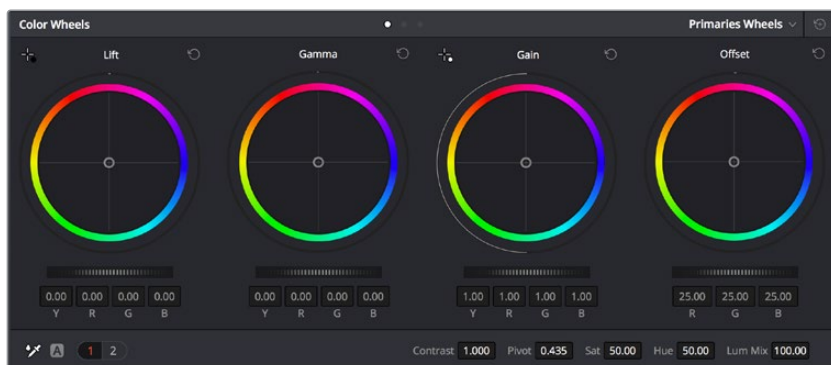 Color Wheels Primaries Wheels
Lift Gamma Gain Offset
0.00 0.00 0.00 0.00 0.00 0.00 0.00 0.00 1.00 1.00 1.00 1.00 25.00 25.00 25.00
Y R G B Y R G B Y R G B R G B
A 1 2 Contrast 1.000 Pivot 0.435 Sat 50.00 Hue 50.00 Lum Mix 100.00